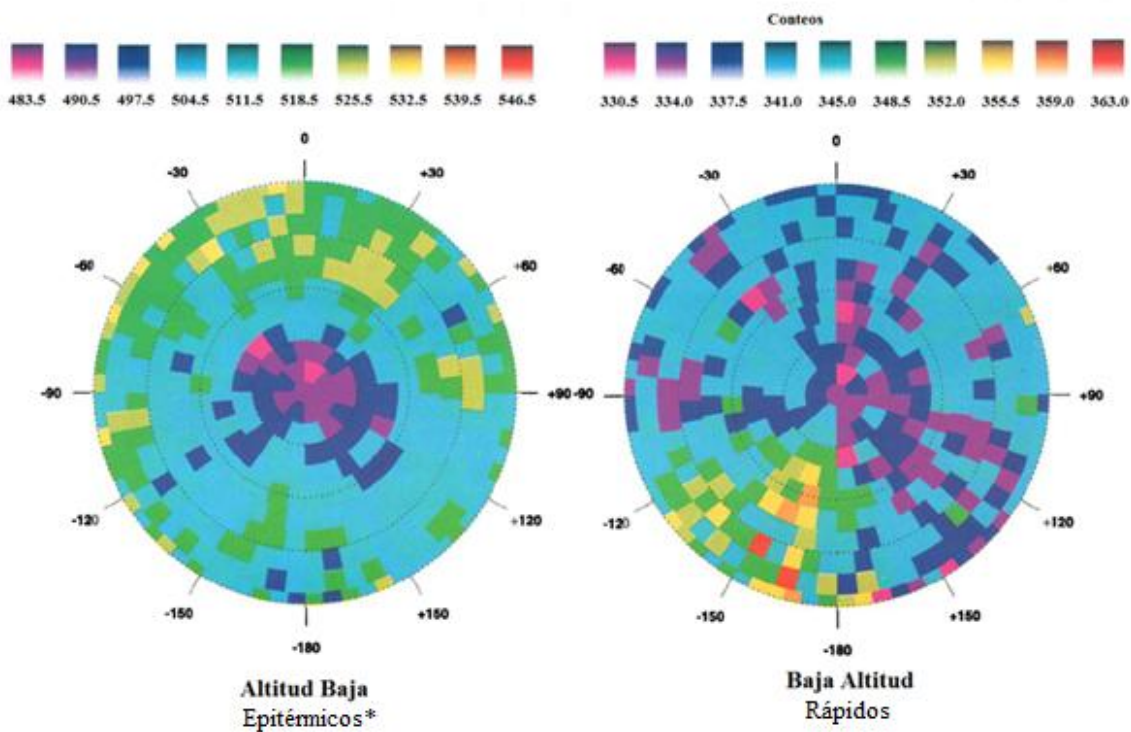 Conteos
483.5 490.5 497.5 504.5 511.5 518.5 525.5 532.5 539.5 546.5
330.5 334.0 337.5 341.0 345.0 348.5 352.0 355.5 359.0 363.0
0
-30 +30
-60 +60
-90 +90
-120 +120
-150 +150
-180
0
-30 +30
-60 +60
-90 +90
-120 +120
-150 +150
-180
Altitud Baja
Epitérmicos*
Baja Altitud
Rápidos